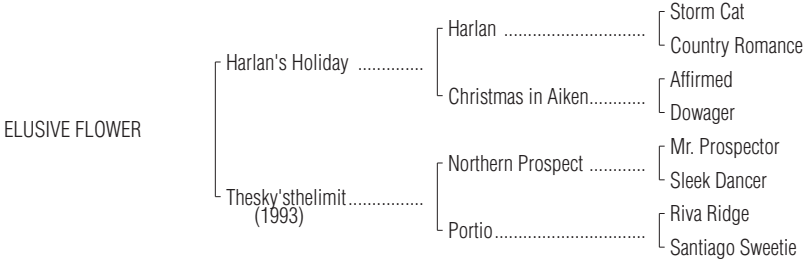 Storm Cat
Harlan ..............................
Country Romance
Harlan's Holiday ..............
Affirmed
Christmas in Aiken............
Dowager
ELUSIVE FLOWER
Mr. Prospector
Northern Prospect ............
Sleek Dancer
Thesky'sthelimit................
(1993)
Riva Ridge
Portio................................
Santiago Sweetie